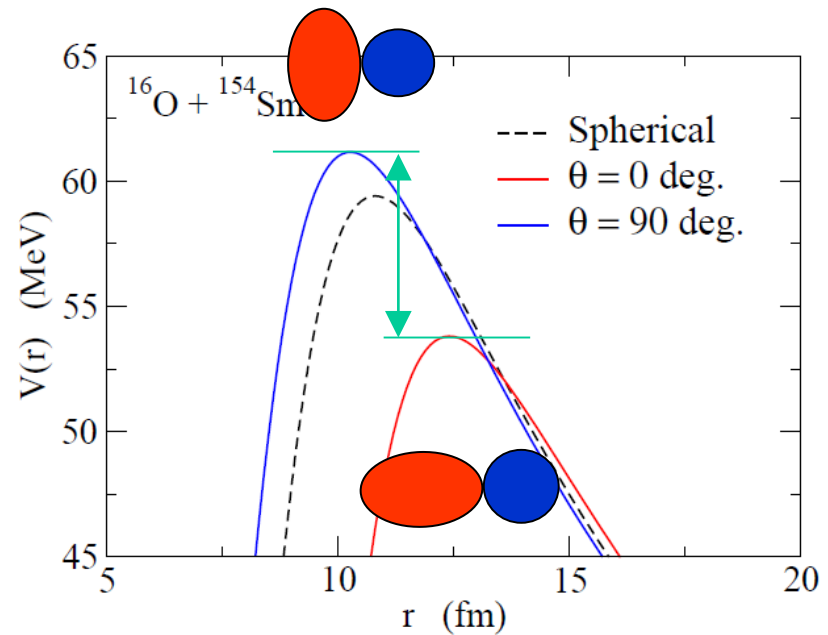 65
60
55
50
45
V(r) (MeV)
¹⁶O + ¹⁵⁴Sm
Spherical
θ = 0 deg.
θ = 90 deg.
5 10 15 20
r (fm)